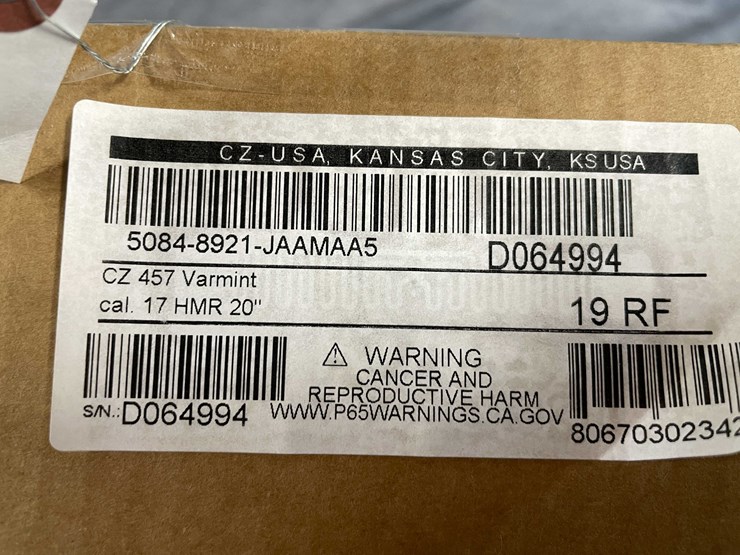 CZ-USA, KANSAS CITY, KS USA
5084-8921-JAAMAA5 D064994
CZ 457 Varmint
cal. 17 HMR 20" 19 RF
⚠ WARNING
CANCER AND
REPRODUCTIVE HARM
WWW.P65WARNINGS.CA.GOV
S/N.:D064994
80670302342